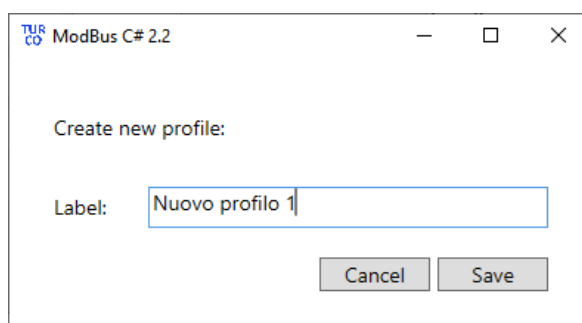 TUR
CO
ModBus C# 2.2
Create new profile:
Label:
Nuovo profilo 1
Cancel
Save